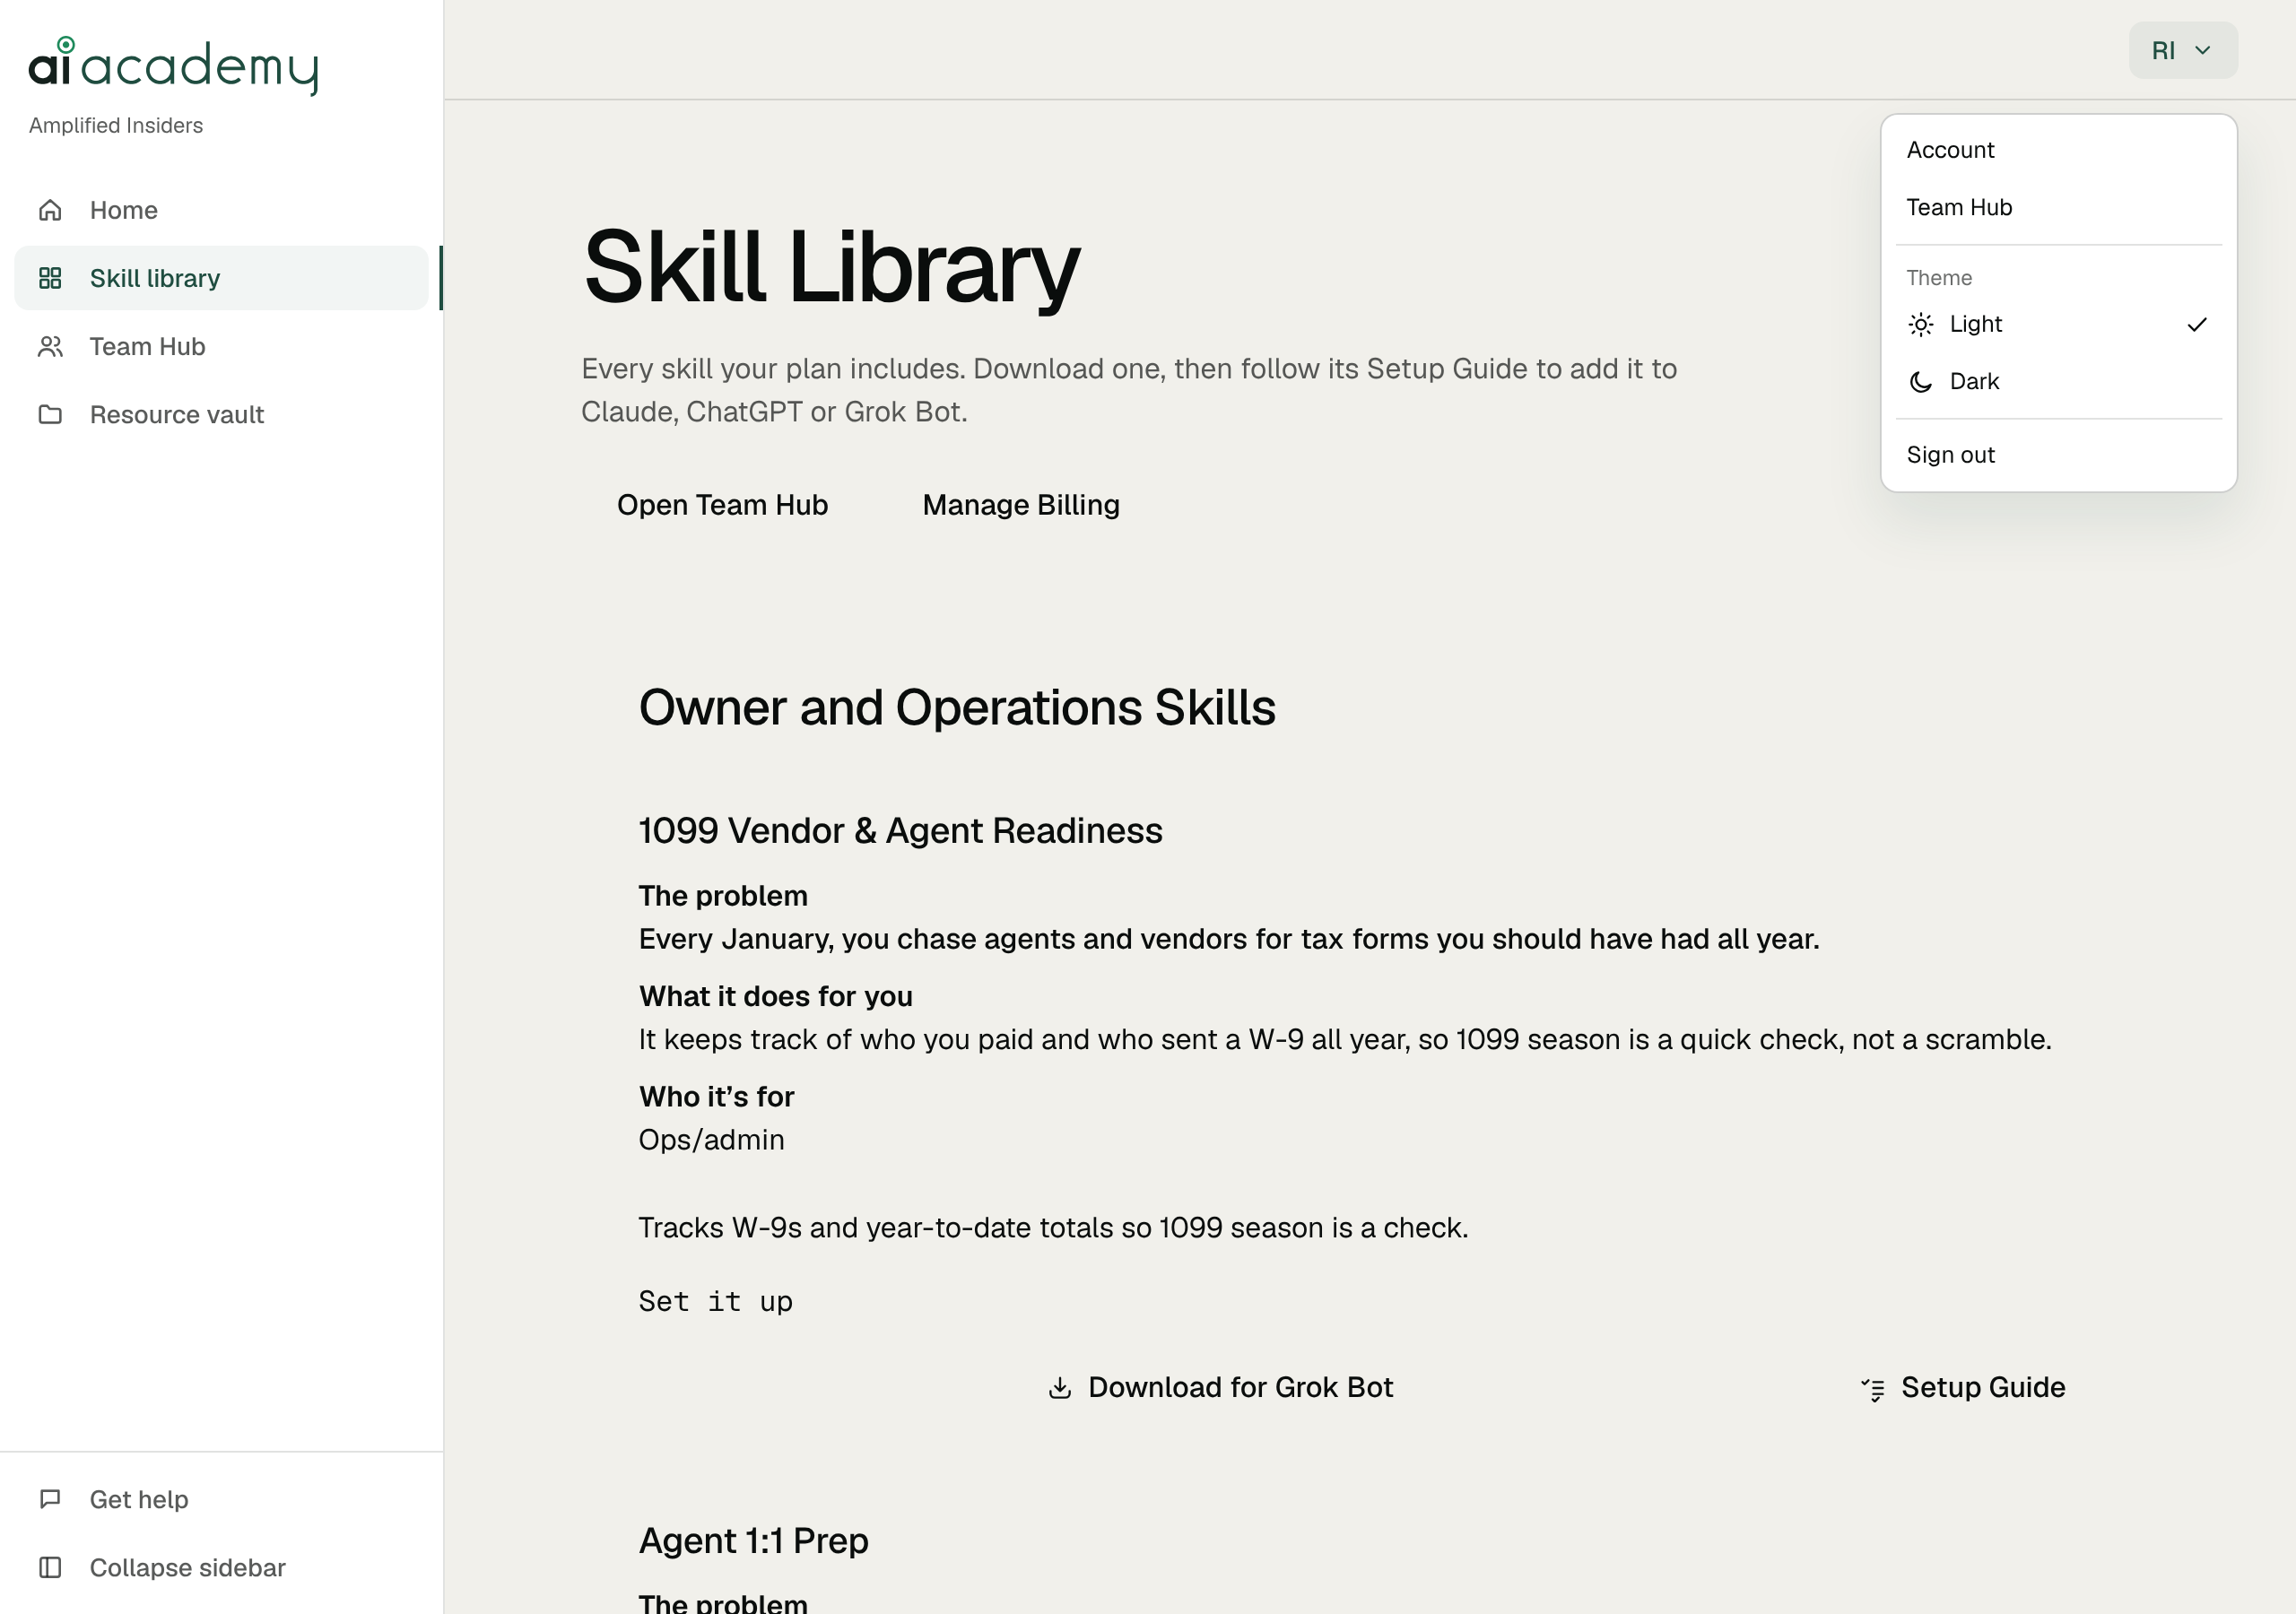 ai academy
Amplified Insiders
Home
Skill library
Team Hub
Resource vault
Get help
Collapse sidebar
RI
Account
Team Hub
Theme
Light
Dark
Sign out
Skill Library
Every skill your plan includes. Download one, then follow its Setup Guide to add it to
Claude, ChatGPT or Grok Bot.
Open Team Hub
Manage Billing
Owner and Operations Skills
1099 Vendor & Agent Readiness
The problem
Every January, you chase agents and vendors for tax forms you should have had all year.
What it does for you
It keeps track of who you paid and who sent a W-9 all year, so 1099 season is a quick check, not a scramble.
Who it’s for
Ops/admin
Tracks W-9s and year-to-date totals so 1099 season is a check.
Set it up
Download for Grok Bot
Setup Guide
Agent 1:1 Prep
The problem